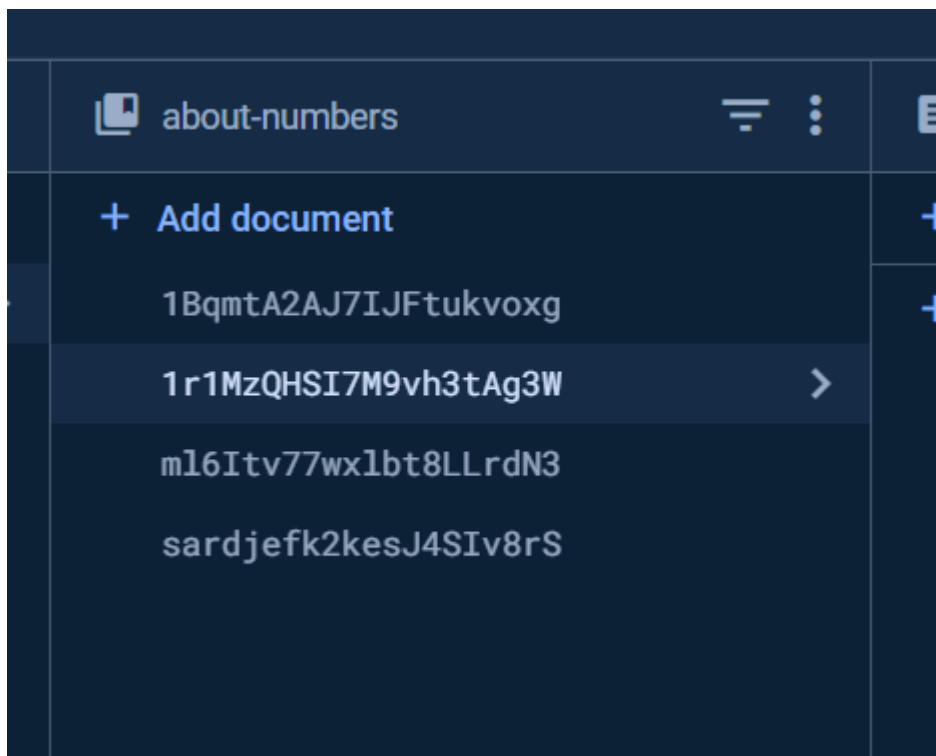 about-numbers
+ Add document
1BqmtA2AJ7IJFtukvoxg
1r1MzQHSI7M9vh3tAg3W
ml6Itv77wxlbt8LLrdN3
sardjefk2kesJ4SIv8rS